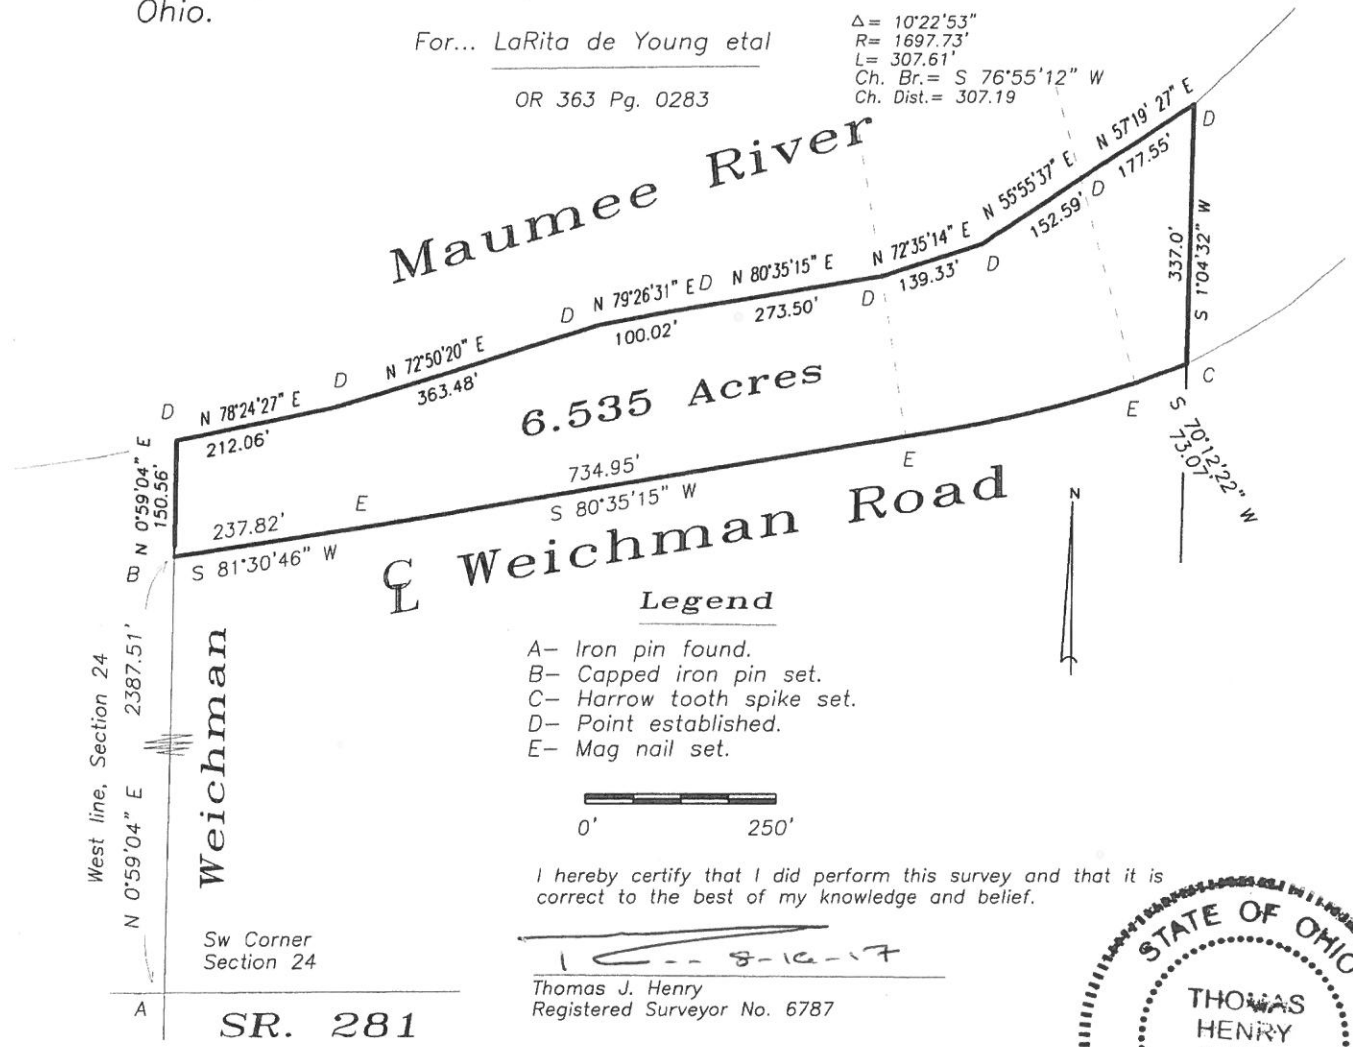 Ohio.
For... LaRita de Young etal
OR 363 Pg. 0283
Δ= 10°22'53"
R= 1697.73'
L= 307.61'
Ch. Br.= S 76°55'12" W
Ch. Dist.= 307.19
Maumee River
N 57°19' 27" E
D
177.55'
N 55°55'37" E
D
152.59'
N 72°35'14" E
D
139.33'
N 80°35'15" E
D
273.50'
N 79°26'31" E
D
100.02'
N 72°50'20" E
D
363.48'
N 78°24'27" E
D
212.06'
D
337.0'
S 1°04'32" W
C
S 70°12'22" W
73.07
E
6.535 Acres
734.95'
S 80°35'15" W
E
E
237.82'
S 81°30'46" W
N 0°59'04" E
150.56'
B
℄ Weichman Road
N
Legend
A- Iron pin found.
B- Capped iron pin set.
C- Harrow tooth spike set.
D- Point established.
E- Mag nail set.
0' 250'
West line, Section 24
N 0°59'04" E 2387.51'
Weichman
I hereby certify that I did perform this survey and that it is
correct to the best of my knowledge and belief.
Sw Corner
Section 24
A
SR. 281
Thomas J. Henry
Registered Surveyor No. 6787
STATE OF OHIO
THOMAS
HENRY